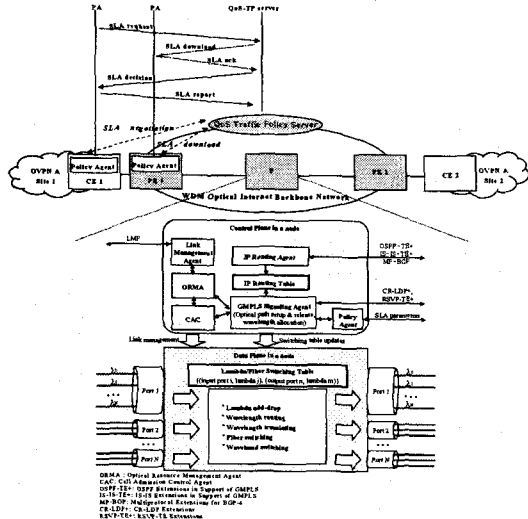 PA
PA
QoS-TP server
SLA request
SLA download
SLA ack
SLA decision
SLA report
SLA negotiation
QoS Traffic Policy Server
SLA download
OVPN A
Site 1
Policy Agent
CE 1
Policy Agent
PE 1
P
PE 2
CE 2
OVPN A
Site 2
WDM Optical Internet Backbone Network
Control Plane in a node
LMP
Link
Management
Agent
IP Routing Agent
OSPF-TE+
IS-IS-TE+
MP-BGP
ORMA
IP Routing Table
CAC
GMPLS Signaling Agent
(Optical path setup & release
wavelength allocation)
CR-LDP+,
RSVP-TE+
Policy
Agent
SLA parameters
Link management
Switching table updates
Data Plane in a node
Lambda/Fiber Switching Table
{(input port i, lambda j), (output port n, lambda m)}
Port 1
Port 2
Port N
* Lambda add-drop
* Wavelength routing
* Wavelength translating
* Fiber switching
* Waveband switching
Port 1
Port 2
Port N
ORMA : Optical Resource Management Agent
CAC: Call Admission Control Agent
OSPF-TE+: OSPF Extensions in Support of GMPLS
IS-IS-TE+: IS-IS Extensions in Support of GMPLS
MP-BGP: Multiprotocol Extensions for BGP-4
CR-LDP+: CR-LDP Extensions
RSVP-TE+: RSVP-TE Extensions